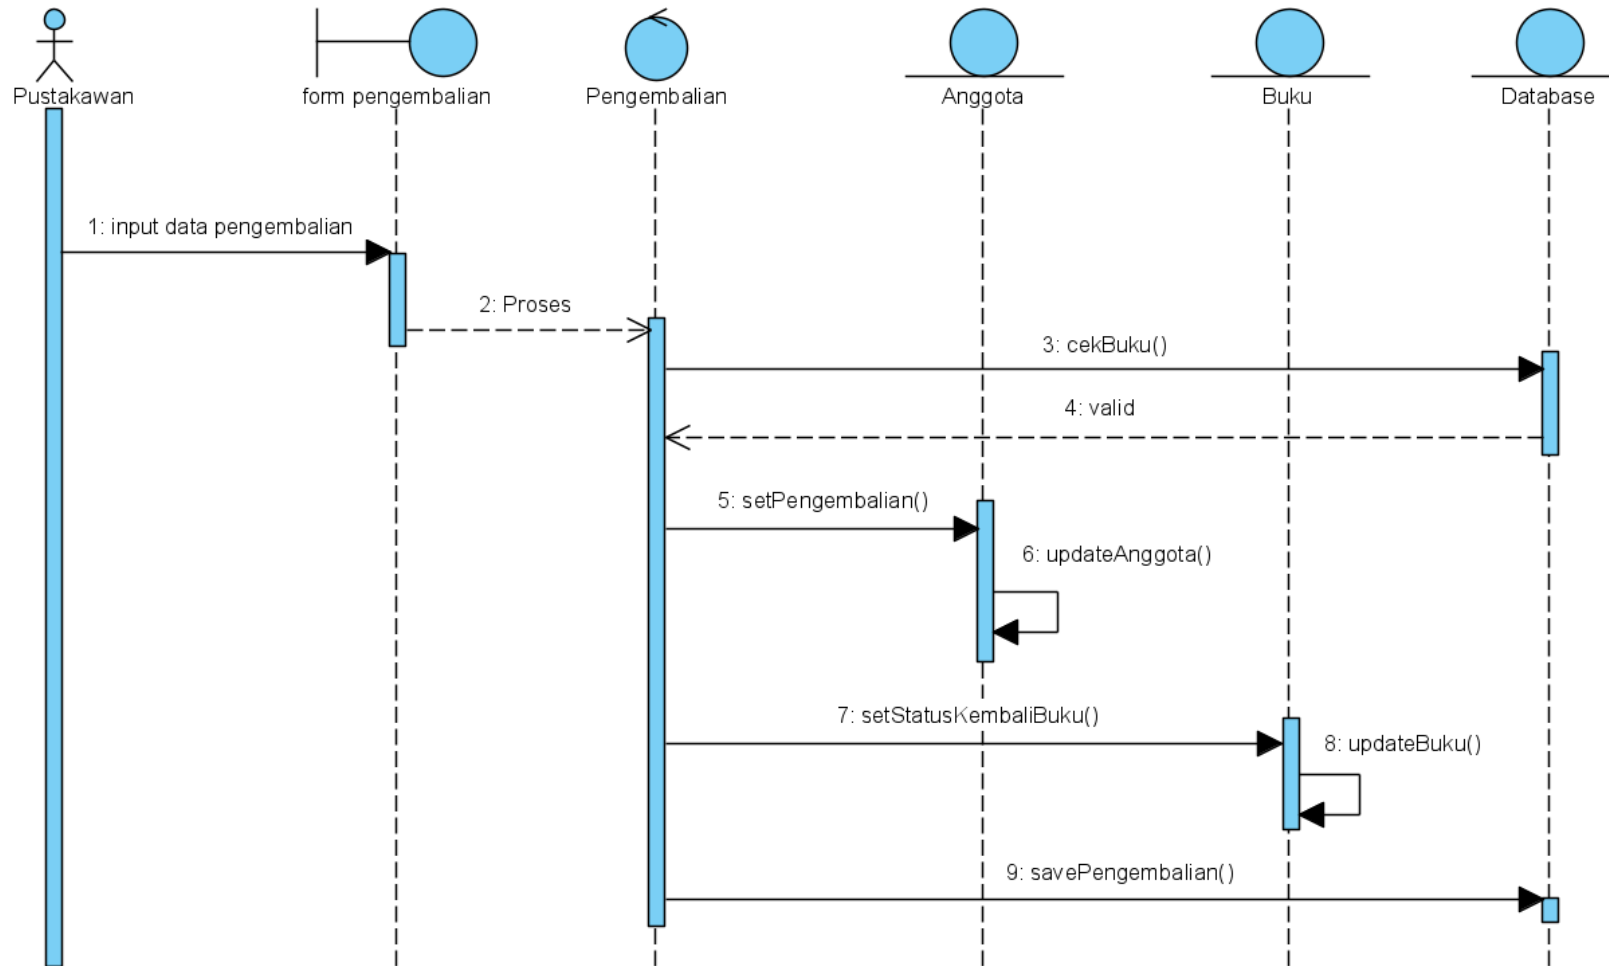 Pustakawan
form pengembalian
Pengembalian
Anggota
Buku
Database
1: input data pengembalian
2: Proses
3: cekBuku()
4: valid
5: setPengembalian()
6: updateAnggota()
7: setStatusKembaliBuku()
8: updateBuku()
9: savePengembalian()